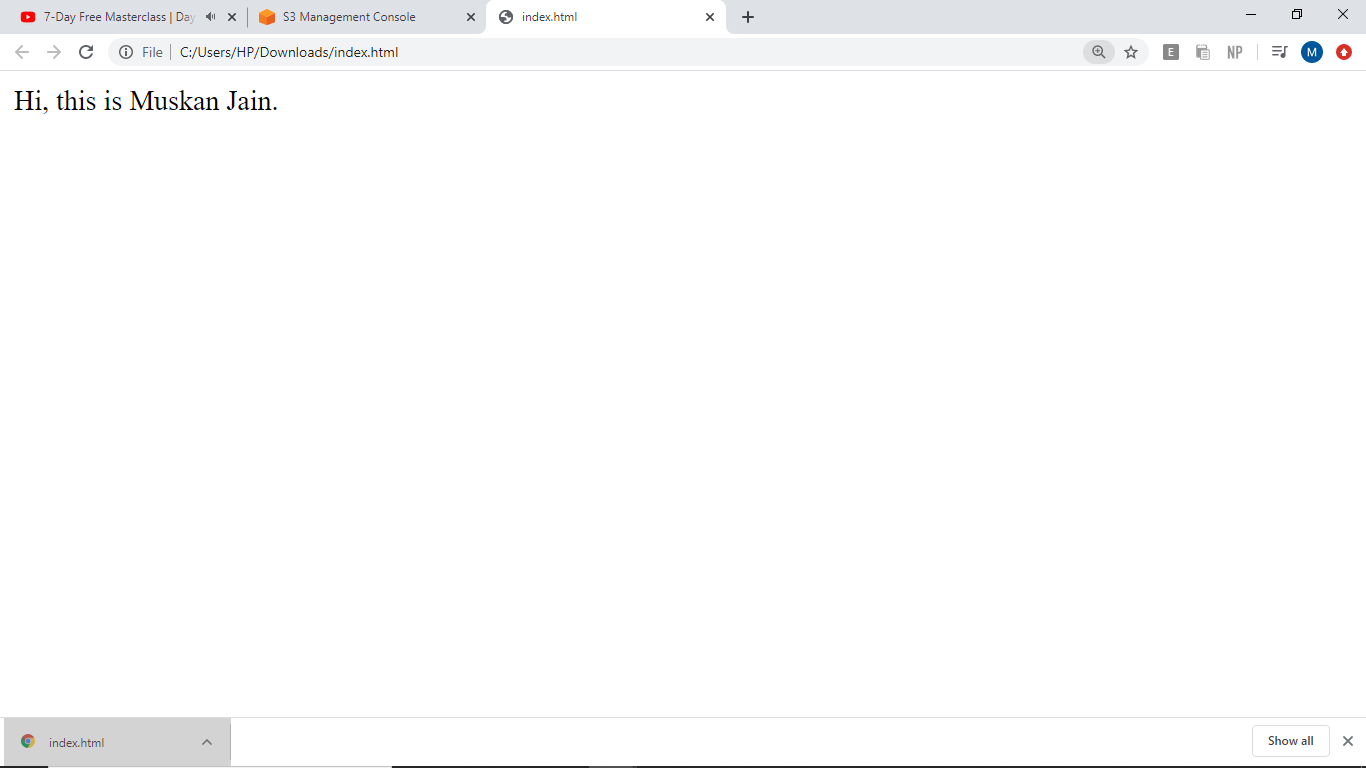 7-Day Free Masterclass | Day
S3 Management Console
index.html
File
C:/Users/HP/Downloads/index.html
E
NP
M
Hi, this is Muskan Jain.
index.html
Show all